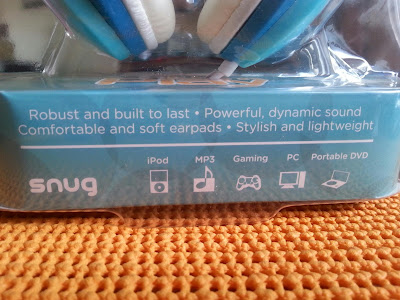 Robust and built to last • Powerful, dynamic sound
Comfortable and soft earpads • Stylish and lightweight
iPod MP3 Gaming PC Portable DVD
snug